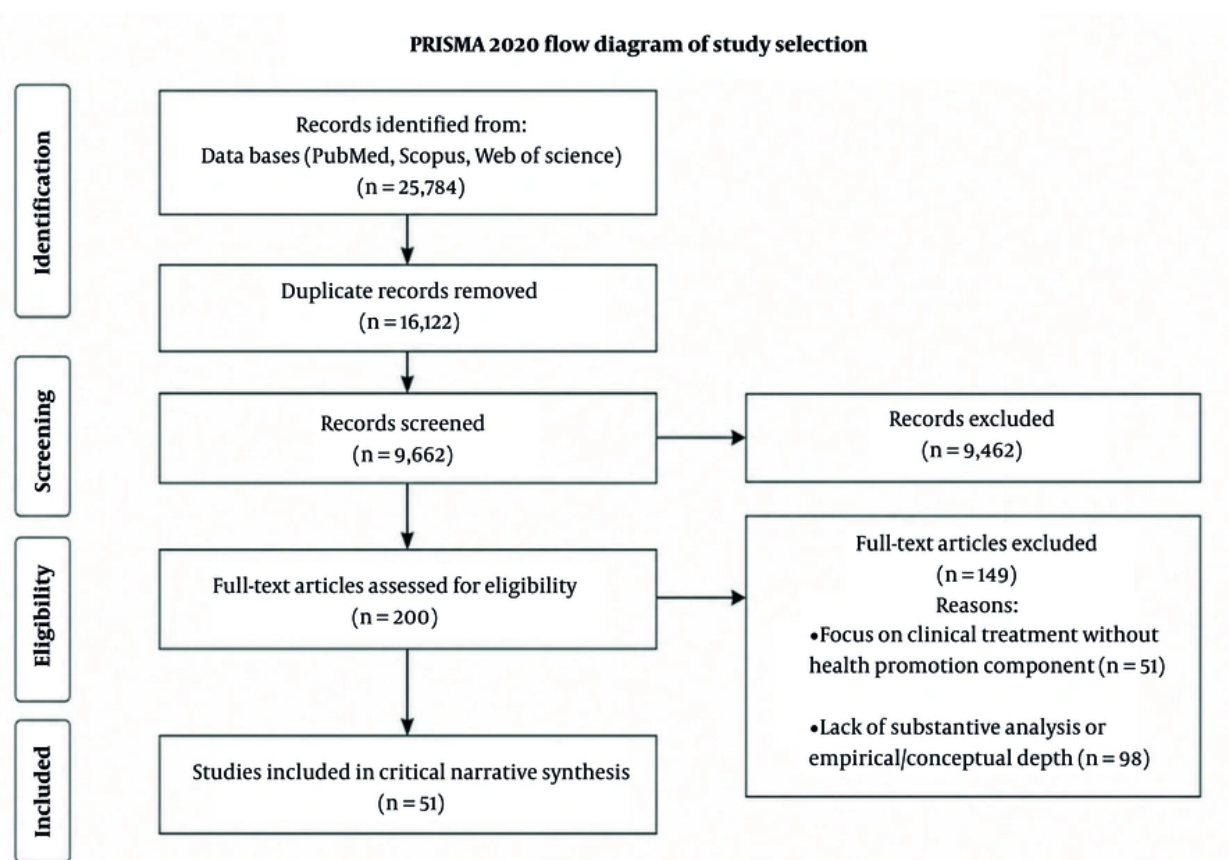 PRISMA 2020 flow diagram of study selection
Identification
Records identified from:
Data bases (PubMed, Scopus, Web of science)
(n = 25,784)
Duplicate records removed
(n = 16,122)
Screening
Records screened
(n = 9,662)
Records excluded
(n = 9,462)
Eligibility
Full-text articles assessed for eligibility
(n = 200)
Full-text articles excluded
(n = 149)
Reasons:
•Focus on clinical treatment without
health promotion component (n = 51)
•Lack of substantive analysis or
empirical/conceptual depth (n = 98)
Included
Studies included in critical narrative synthesis
(n = 51)